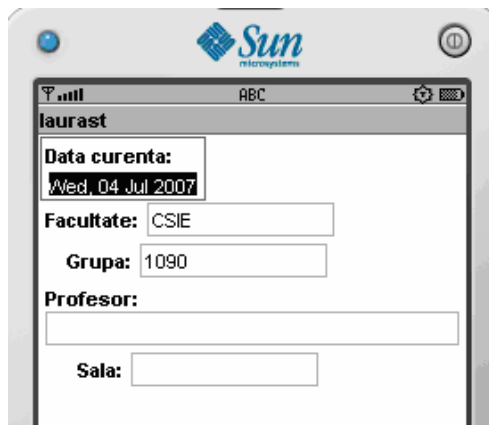 Sun
microsystems
ABC
laurast
Data curenta:
Wed, 04 Jul 2007
Facultate: CSIE
Grupa: 1090
Profesor:
Sala: